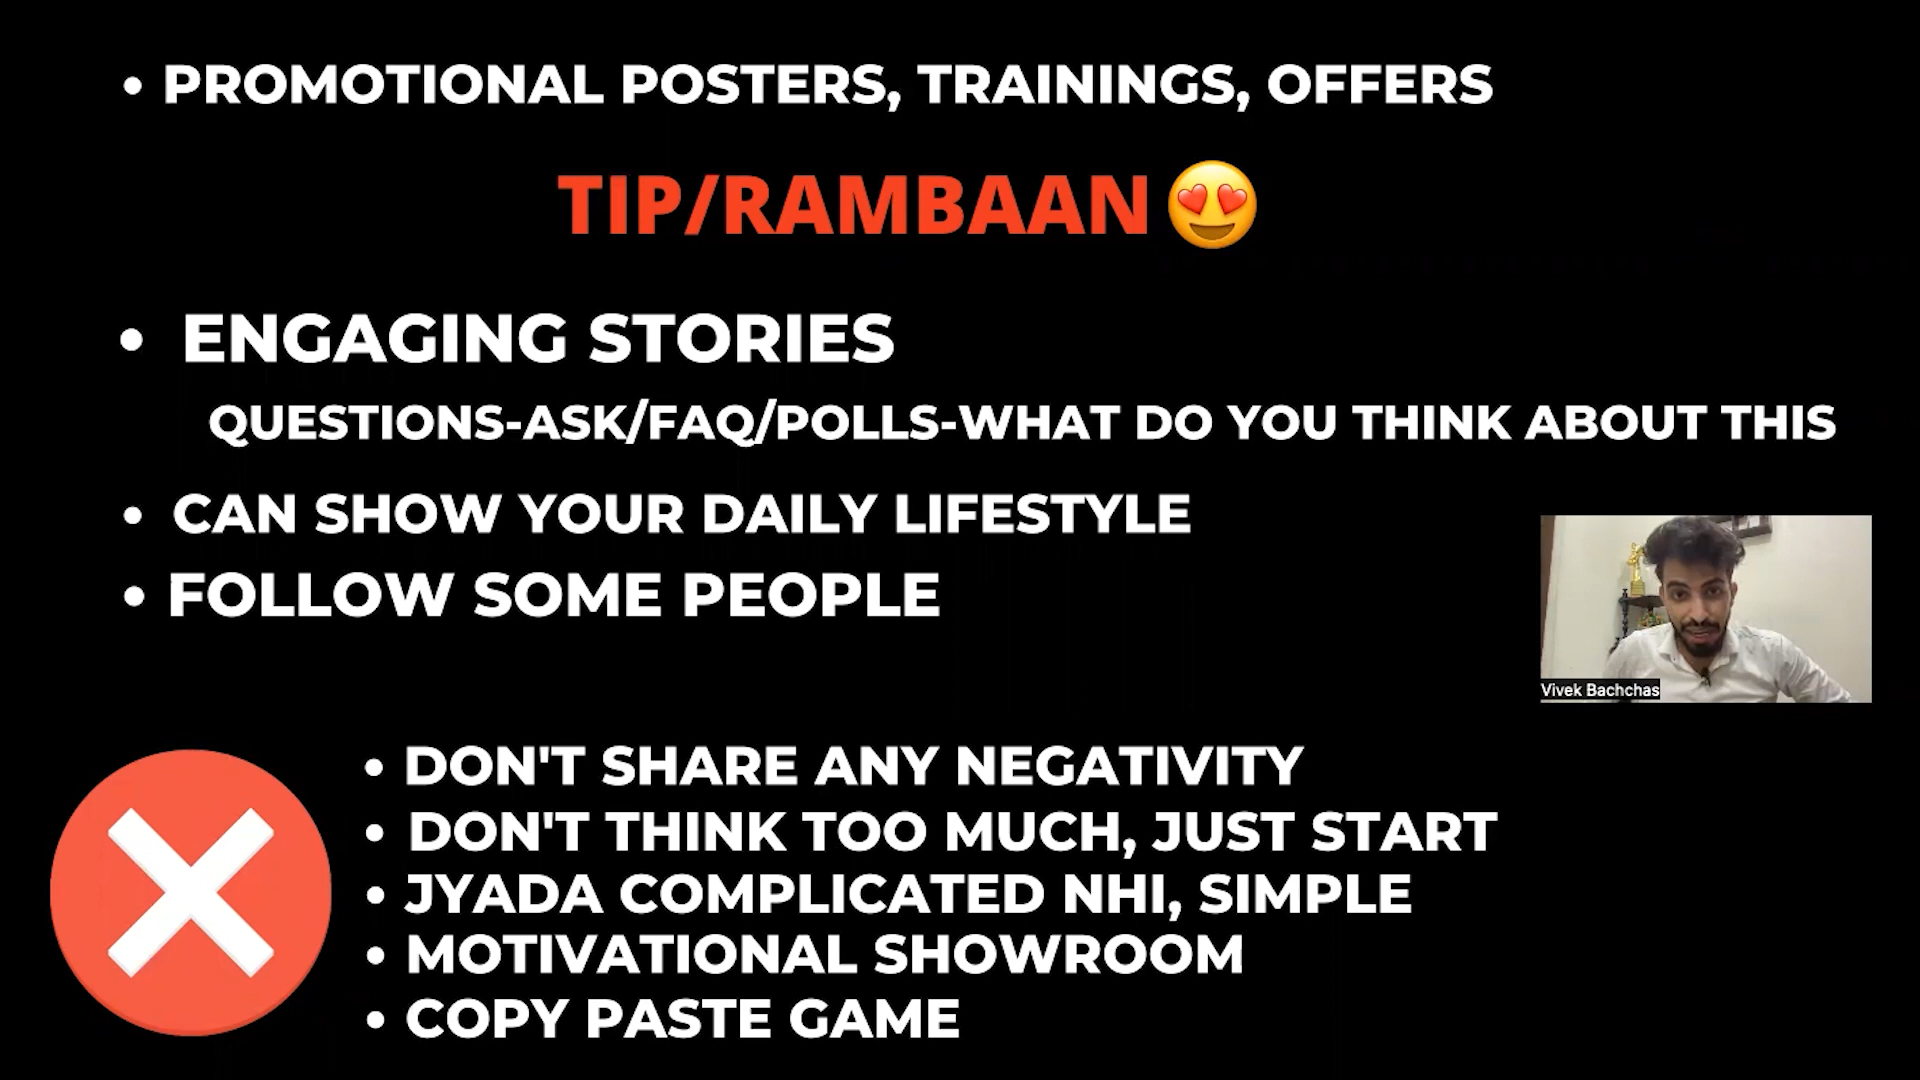 • PROMOTIONAL POSTERS, TRAININGS, OFFERS
TIP/RAMBAAN 😍
• ENGAGING STORIES
QUESTIONS-ASK/FAQ/POLLS-WHAT DO YOU THINK ABOUT THIS
• CAN SHOW YOUR DAILY LIFESTYLE
• FOLLOW SOME PEOPLE
Vivek Bachchas
• DON'T SHARE ANY NEGATIVITY
• DON'T THINK TOO MUCH, JUST START
• JYADA COMPLICATED NHI, SIMPLE
• MOTIVATIONAL SHOWROOM
• COPY PASTE GAME